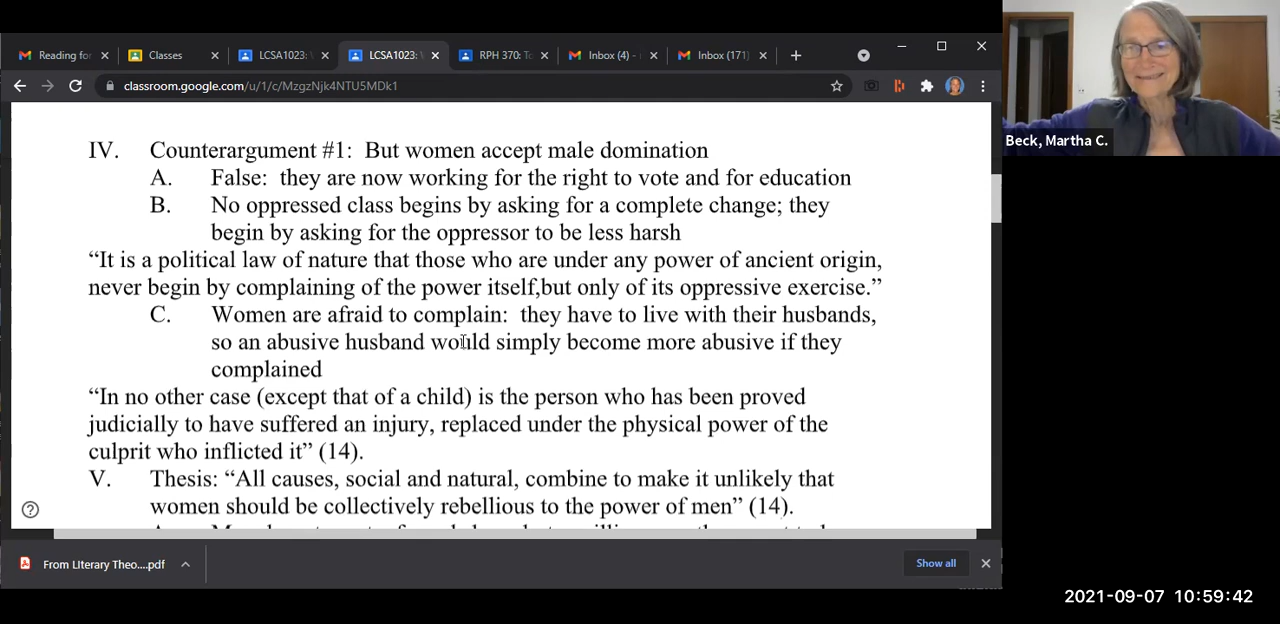 Reading for
Classes
LCSA1023:
LCSA1023:
RPH 370:
Inbox (4) -
Inbox (171)
classroom.google.com/u/1/c/MzgzNjk4NTU5MDk1
Beck, Martha C.
IV. Counterargument #1: But women accept male domination
A. False: they are now working for the right to vote and for education
B. No oppressed class begins by asking for a complete change; they
begin by asking for the oppressor to be less harsh
“It is a political law of nature that those who are under any power of ancient origin,
never begin by complaining of the power itself,but only of its oppressive exercise.”
C. Women are afraid to complain: they have to live with their husbands,
so an abusive husband would simply become more abusive if they
complained
“In no other case (except that of a child) is the person who has been proved
judicially to have suffered an injury, replaced under the physical power of the
culprit who inflicted it” (14).
V. Thesis: “All causes, social and natural, combine to make it unlikely that
women should be collectively rebellious to the power of men” (14).
From LIterary Theo....pdf
Show all
2021-09-07 10:59:42